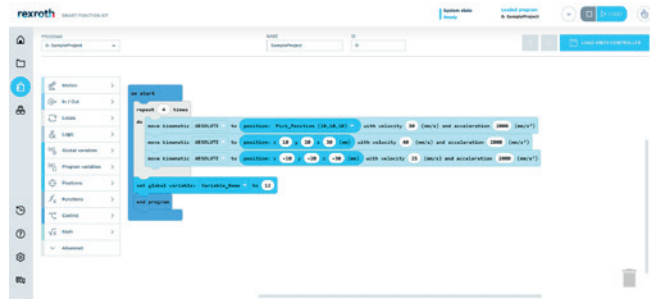 rexroth SMART FUNCTION KIT
System state
Ready
Loaded program
0: SampleProject
START
PROGRAM
0: SampleProject
NAME
SampleProject
ID
0
LOAD ONTO CONTROLLER
Motion
In / Out
Loops
Logic
Global variables
Program variables
Positions
Functions
Control
Math
Advanced
on start
repeat 4 times
do
move kinematic ABSOLUTE to position: Pick_Position (10,10,10) with velocity 50 (mm/s) and acceleration 2000 (mm/s²)
move kinematic ABSOLUTE to position: x 10 y 20 z 30 (mm) with velocity 40 (mm/s) and acceleration 2000 (mm/s²)
move kinematic ABSOLUTE to position: x -10 y -20 z -30 (mm) with velocity 25 (mm/s) and acceleration 2000 (mm/s²)
set global variable: Variable_Name to 12
end program